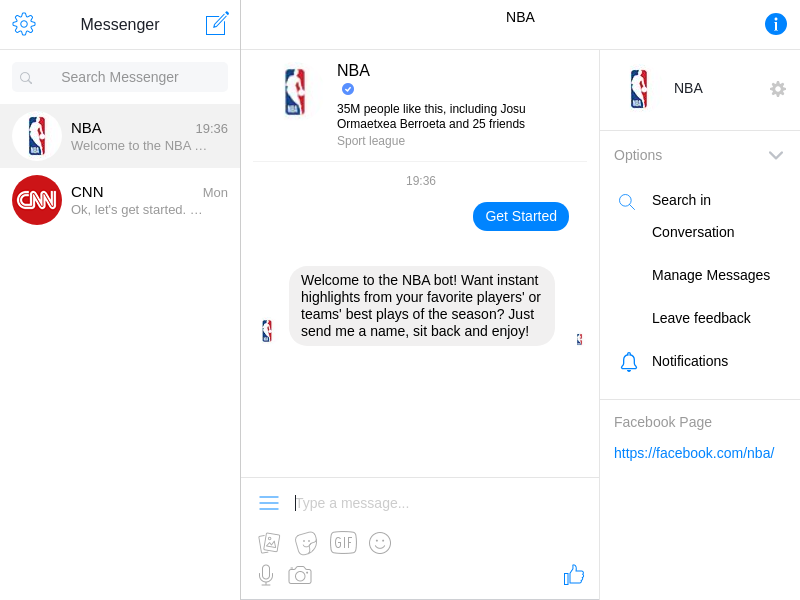 Messenger
Search Messenger
NBA 19:36
Welcome to the NBA …
CNN
CNN Mon
Ok, let's get started. …
NBA
NBA
35M people like this, including Josu
Ormaetxea Berroeta and 25 friends
Sport league
19:36
Get Started
Welcome to the NBA bot! Want instant
highlights from your favorite players' or
teams' best plays of the season? Just
send me a name, sit back and enjoy!
Type a message...
GIF
NBA
Options
Search in
Conversation
Manage Messages
Leave feedback
Notifications
Facebook Page
https://facebook.com/nba/